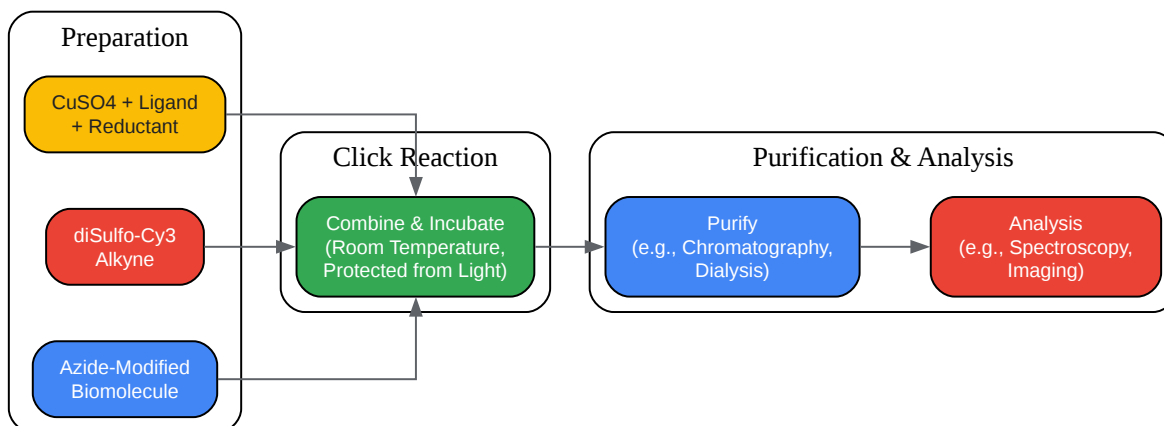 Preparation
CuSO4 + Ligand
+ Reductant
diSulfo-Cy3
Alkyne
Azide-Modified
Biomolecule
Click Reaction
Combine & Incubate
(Room Temperature,
Protected from Light)
Purification & Analysis
Purify
(e.g., Chromatography,
Dialysis)
Analysis
(e.g., Spectroscopy,
Imaging)